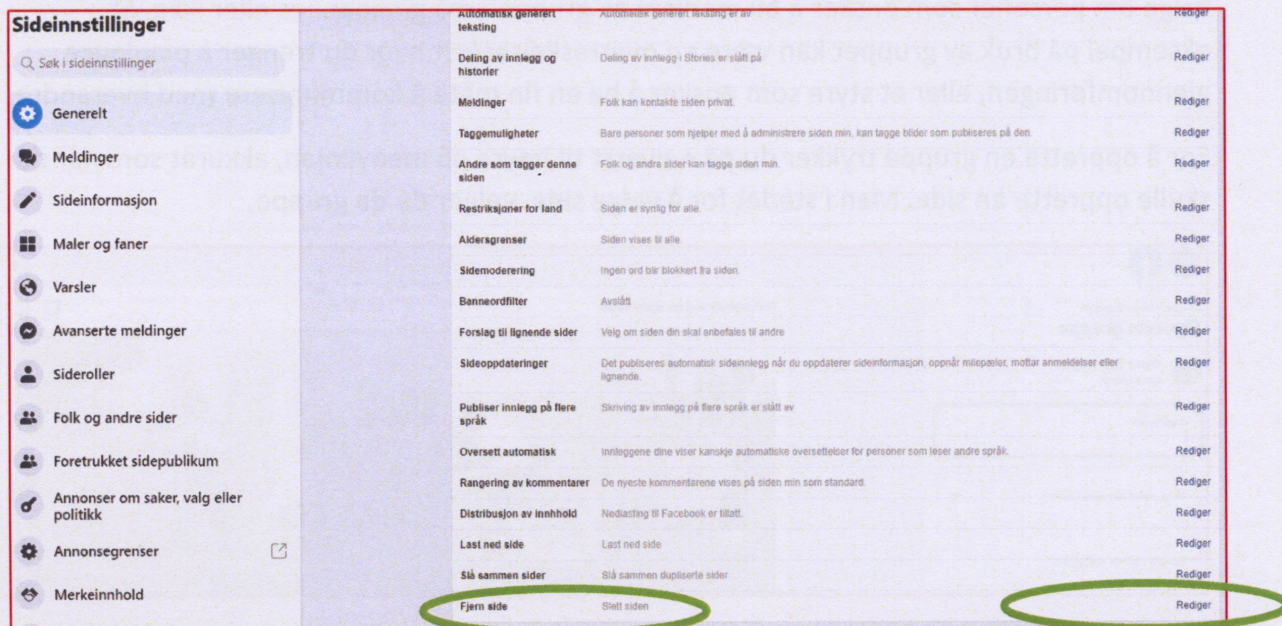 Sideinnstillinger
Søk i sideinnstillinger
Generelt
Meldinger
Sideinformasjon
Maler og faner
Varsler
Avanserte meldinger
Sideroller
Folk og andre sider
Foretrukket sidepublikum
Annonser om saker, valg eller
politikk
Annonsegrenser
Merkeinnhold
Automatisk generert Automatisk generert teksting er av Rediger
teksting
Deling av innlegg og Deling av innlegg i Stories er slått på Rediger
historier
Meldinger Folk kan kontakte siden privat. Rediger
Taggemuligheter Bare personer som hjelper med å administrere siden min, kan tagge bilder som publiseres på den. Rediger
Andre som tagger denne Folk og andre sider kan tagge siden min. Rediger
siden
Restriksjoner for land Siden er synlig for alle. Rediger
Aldersgrenser Siden vises til alle. Rediger
Sidemoderering Ingen ord blir blokkert fra siden. Rediger
Banneordfilter Avslått Rediger
Forslag til lignende sider Velg om siden din skal anbefales til andre Rediger
Sideoppdateringer Det publiseres automatisk sideinnlegg når du oppdaterer sideinformasjon, oppnår milepæler, mottar anmeldelser eller Rediger
lignende.
Publiser innlegg på flere Skriving av innlegg på flere språk er slått av Rediger
språk
Oversett automatisk Innleggene dine viser kanskje automatiske oversettelser for personer som leser andre språk. Rediger
Rangering av kommentarer De nyeste kommentarene vises på siden min som standard. Rediger
Distribusjon av innhold Nedlasting til Facebook er tillatt. Rediger
Last ned side Last ned side Rediger
Slå sammen sider Slå sammen dupliserte sider Rediger
Fjern side Slett siden Rediger